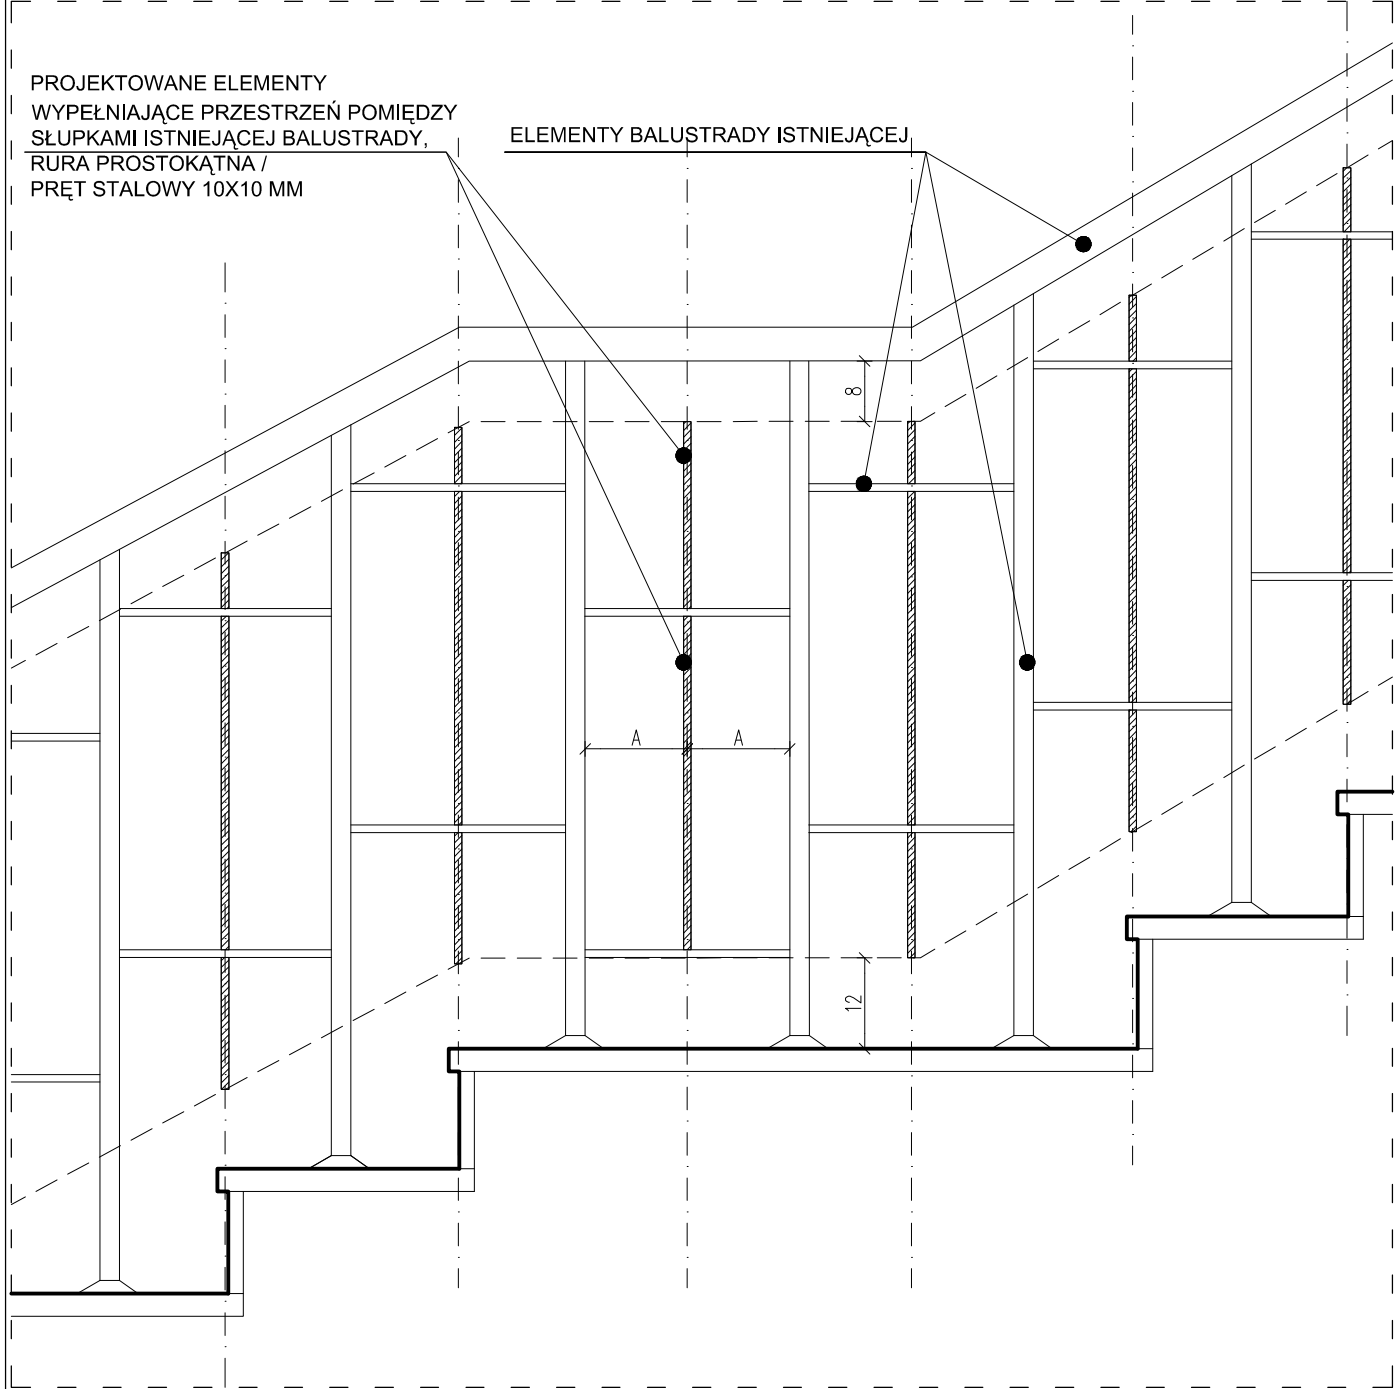 PROJEKTOWANE ELEMENTY
WYPEŁNIAJĄCE PRZESTRZEŃ POMIĘDZY
SŁUPKAMI ISTNIEJĄCEJ BALUSTRADY,
RURA PROSTOKĄTNA /
PRĘT STALOWY 10X10 MM
ELEMENTY BALUSTRADY ISTNIEJĄCEJ
8
A
A
12